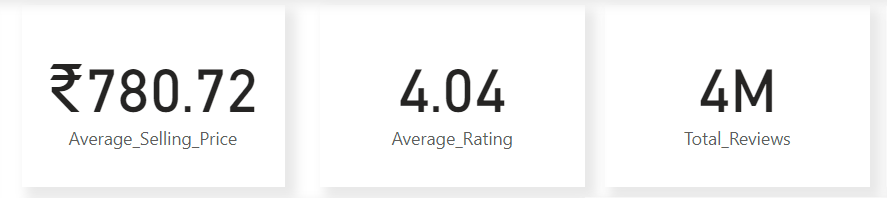 ₹780.72
Average_Selling_Price
4.04
Average_Rating
4M
Total_Reviews